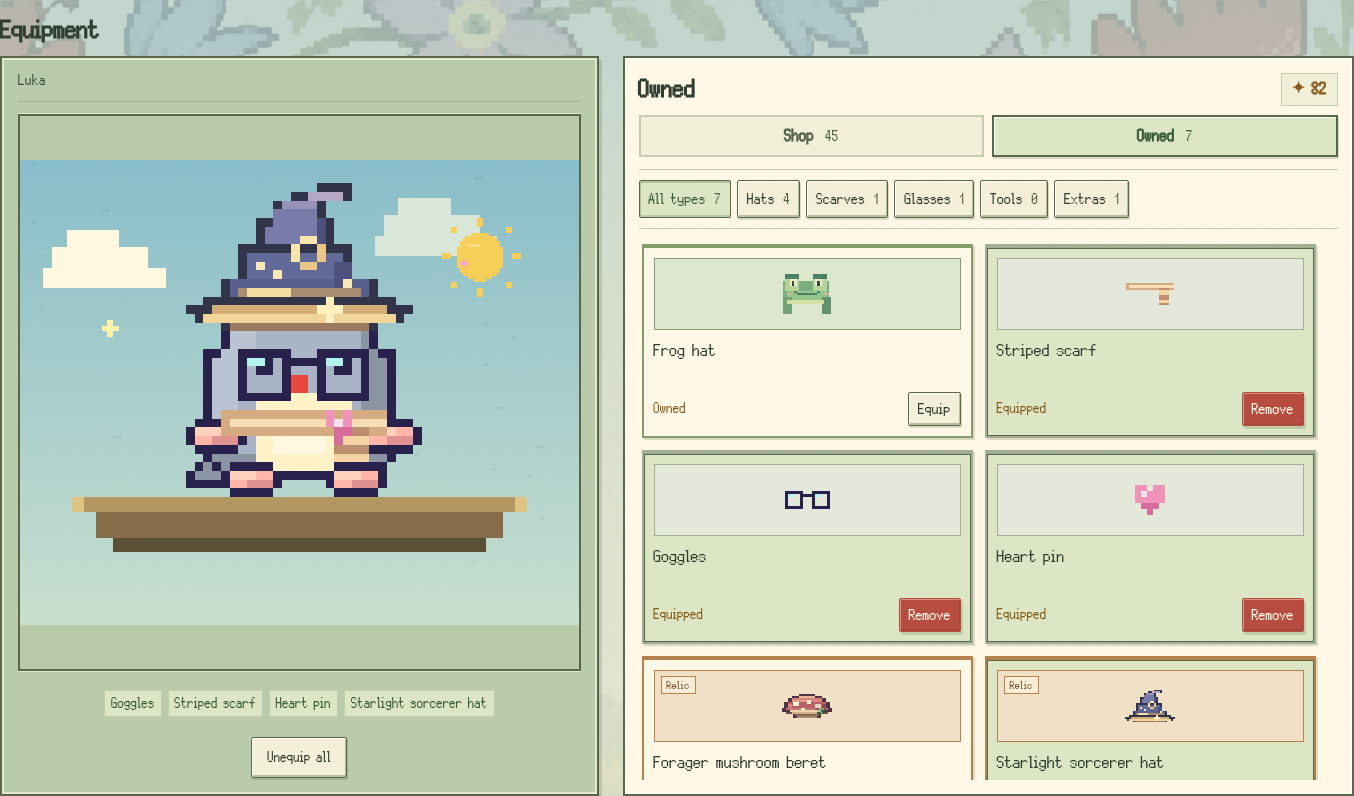 Equipment
Luka
Goggles
Striped scarf
Heart pin
Starlight sorcerer hat
Unequip all
Owned
82
Shop 45
Owned 7
All types 7
Hats 4
Scarves 1
Glasses 1
Tools 0
Extras 1
Frog hat
Owned
Equip
Striped scarf
Equipped
Remove
Goggles
Equipped
Remove
Heart pin
Equipped
Remove
Relic
Forager mushroom beret
Relic
Starlight sorcerer hat